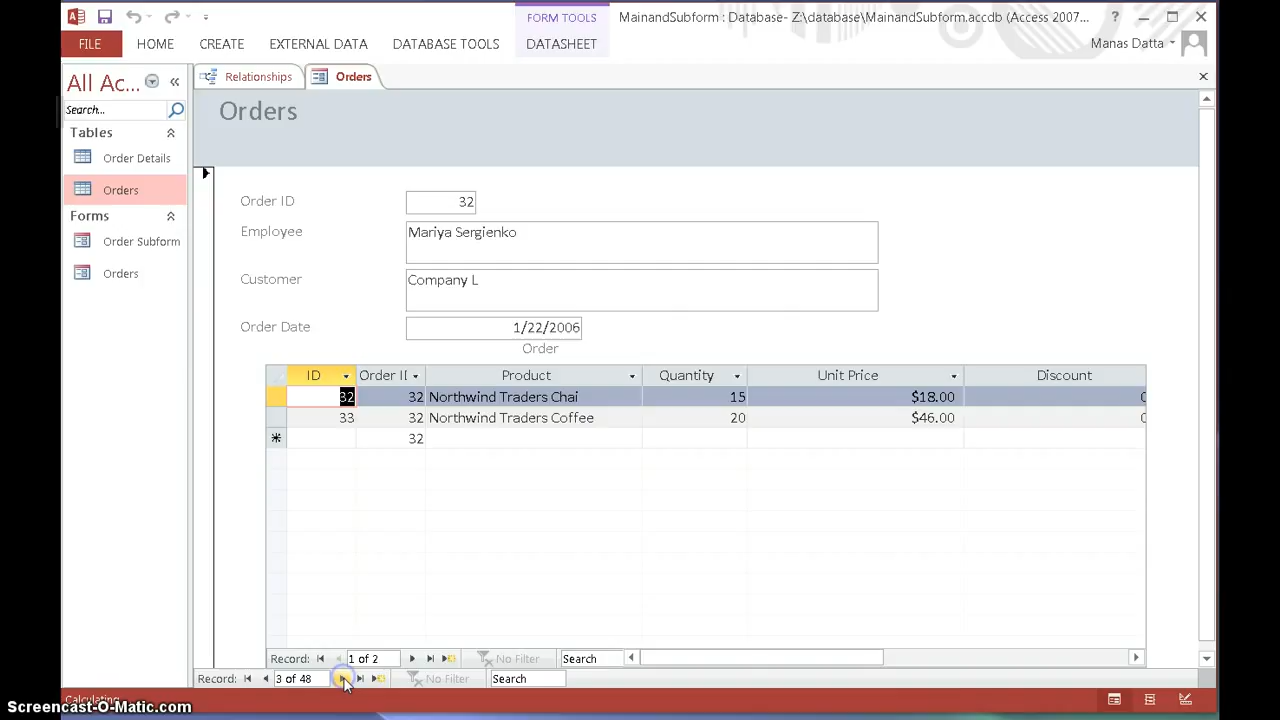 FORM TOOLS
MainandSubform : Database- Z:\database\MainandSubform.accdb (Access 2007...
?
FILE HOME CREATE EXTERNAL DATA DATABASE TOOLS DATASHEET
Manas Datta
All Ac...
Search...
Tables
Order Details
Orders
Forms
Order Subform
Orders
Relationships
Orders
Orders
Order ID 32
Employee Mariya Sergienko
Customer Company L
Order Date 1/22/2006
Order
ID Order II Product Quantity Unit Price Discount
32 32 Northwind Traders Chai 15 $18.00 0
33 32 Northwind Traders Coffee 20 $46.00 0
32
Record: 1 of 2 No Filter Search
Record: 3 of 48 No Filter Search
Calculating
Screencast-O-Matic.com